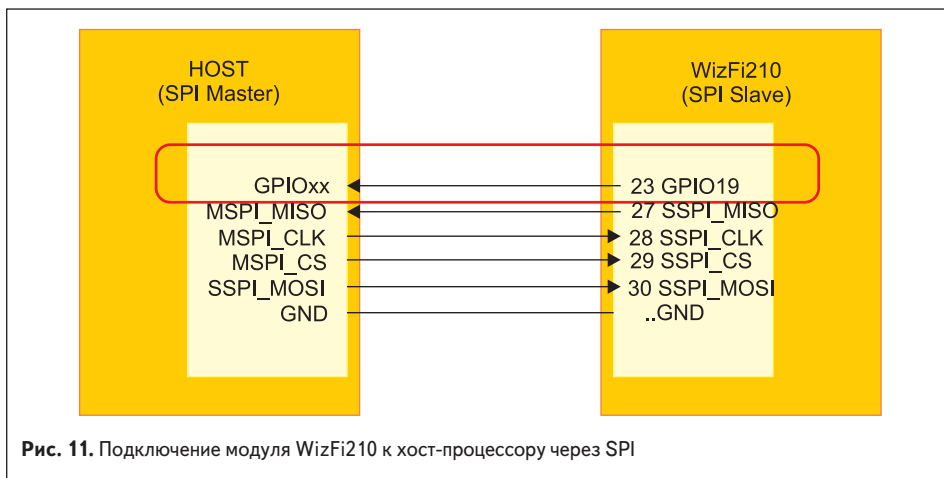 HOST
(SPI Master)
WizFi210
(SPI Slave)
GPIOxx
23 GPIO19
MSPI_MISO
27 SSPI_MISO
MSPI_CLK
28 SSPI_CLK
MSPI_CS
29 SSPI_CS
SSPI_MOSI
30 SSPI_MOSI
GND
..GND
Рис. 11. Подключение модуля WizFi210 к хост-процессору через SPI